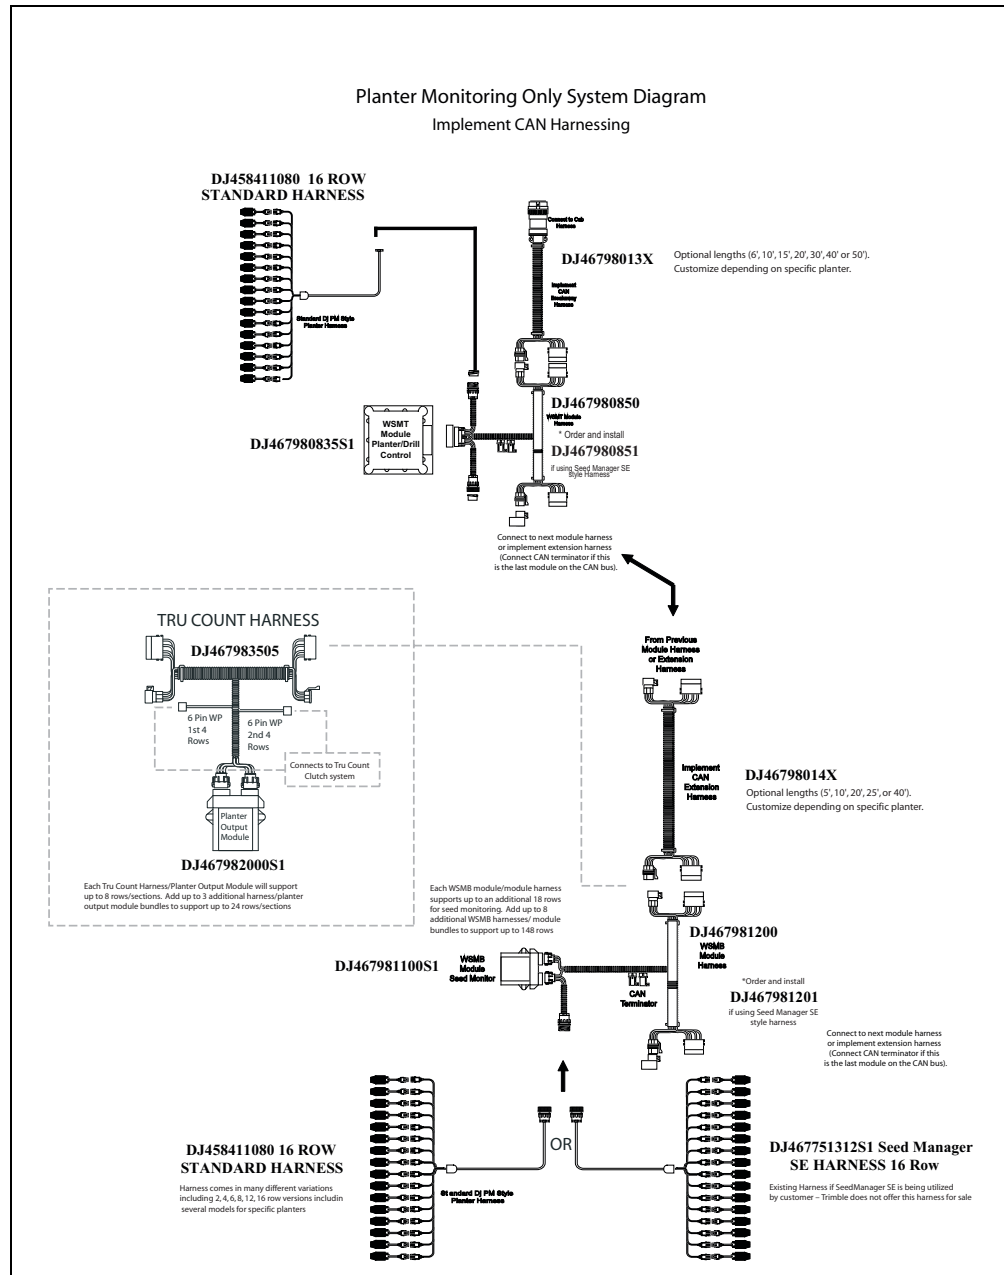 Planter Monitoring Only System Diagram
Implement CAN Harnessing
DJ458411080 16 ROW
STANDARD HARNESS
Standard Dj PM Style
Planter Harness
Connect to Cab
Harness
DJ46798013X
Optional lengths (6', 10', 15', 20', 30', 40' or 50').
Customize depending on specific planter.
Implement
CAN
Breakaway
Harness
DJ467980850
WSMT Module
Harness
* Order and install
DJ467980851
if using Seed Manager SE
style Harness
DJ467980835S1
WSMT
Module
Planter/Drill
Control
Connect to next module harness
or implement extension harness
(Connect CAN terminator if this
is the last module on the CAN bus).
TRU COUNT HARNESS
DJ467983505
6 Pin WP
1st 4
Rows
6 Pin WP
2nd 4
Rows
Connects to Tru Count
Clutch system
Planter
Output
Module
DJ467982000S1
Each Tru Count Harness/Planter Output Module will support
up to 8 rows/sections. Add up to 3 additional harness/planter
output module bundles to support up to 24 rows/sections
From Previous
Module Harness
or Extension
Harness
Implement
CAN
Extension
Harness
DJ46798014X
Optional lengths (5', 10', 20', 25', or 40').
Customize depending on specific planter.
Each WSMB module/module harness
supports up to an additional 18 rows
for seed monitoring. Add up to 8
additional WSMB harnesses/ module
bundles to support up to 148 rows
DJ467981100S1
WSMB
Module
Seed Monitor
CAN
Terminator
DJ467981200
WSMB
Module
Harness
*Order and install
DJ467981201
if using Seed Manager SE
style harness
Connect to next module harness
or implement extension harness
(Connect CAN terminator if this
is the last module on the CAN bus).
DJ458411080 16 ROW
STANDARD HARNESS
Harness comes in many different variations
including 2, 4, 6, 8, 12, 16 row versions includin
several models for specific planters
St andard Dj PM Style
Planter Harness
OR
DJ467751312S1 Seed Manager
SE HARNESS 16 Row
Existing Harness if SeedManager SE is being utilized
by customer – Trimble does not offer this harness for sale